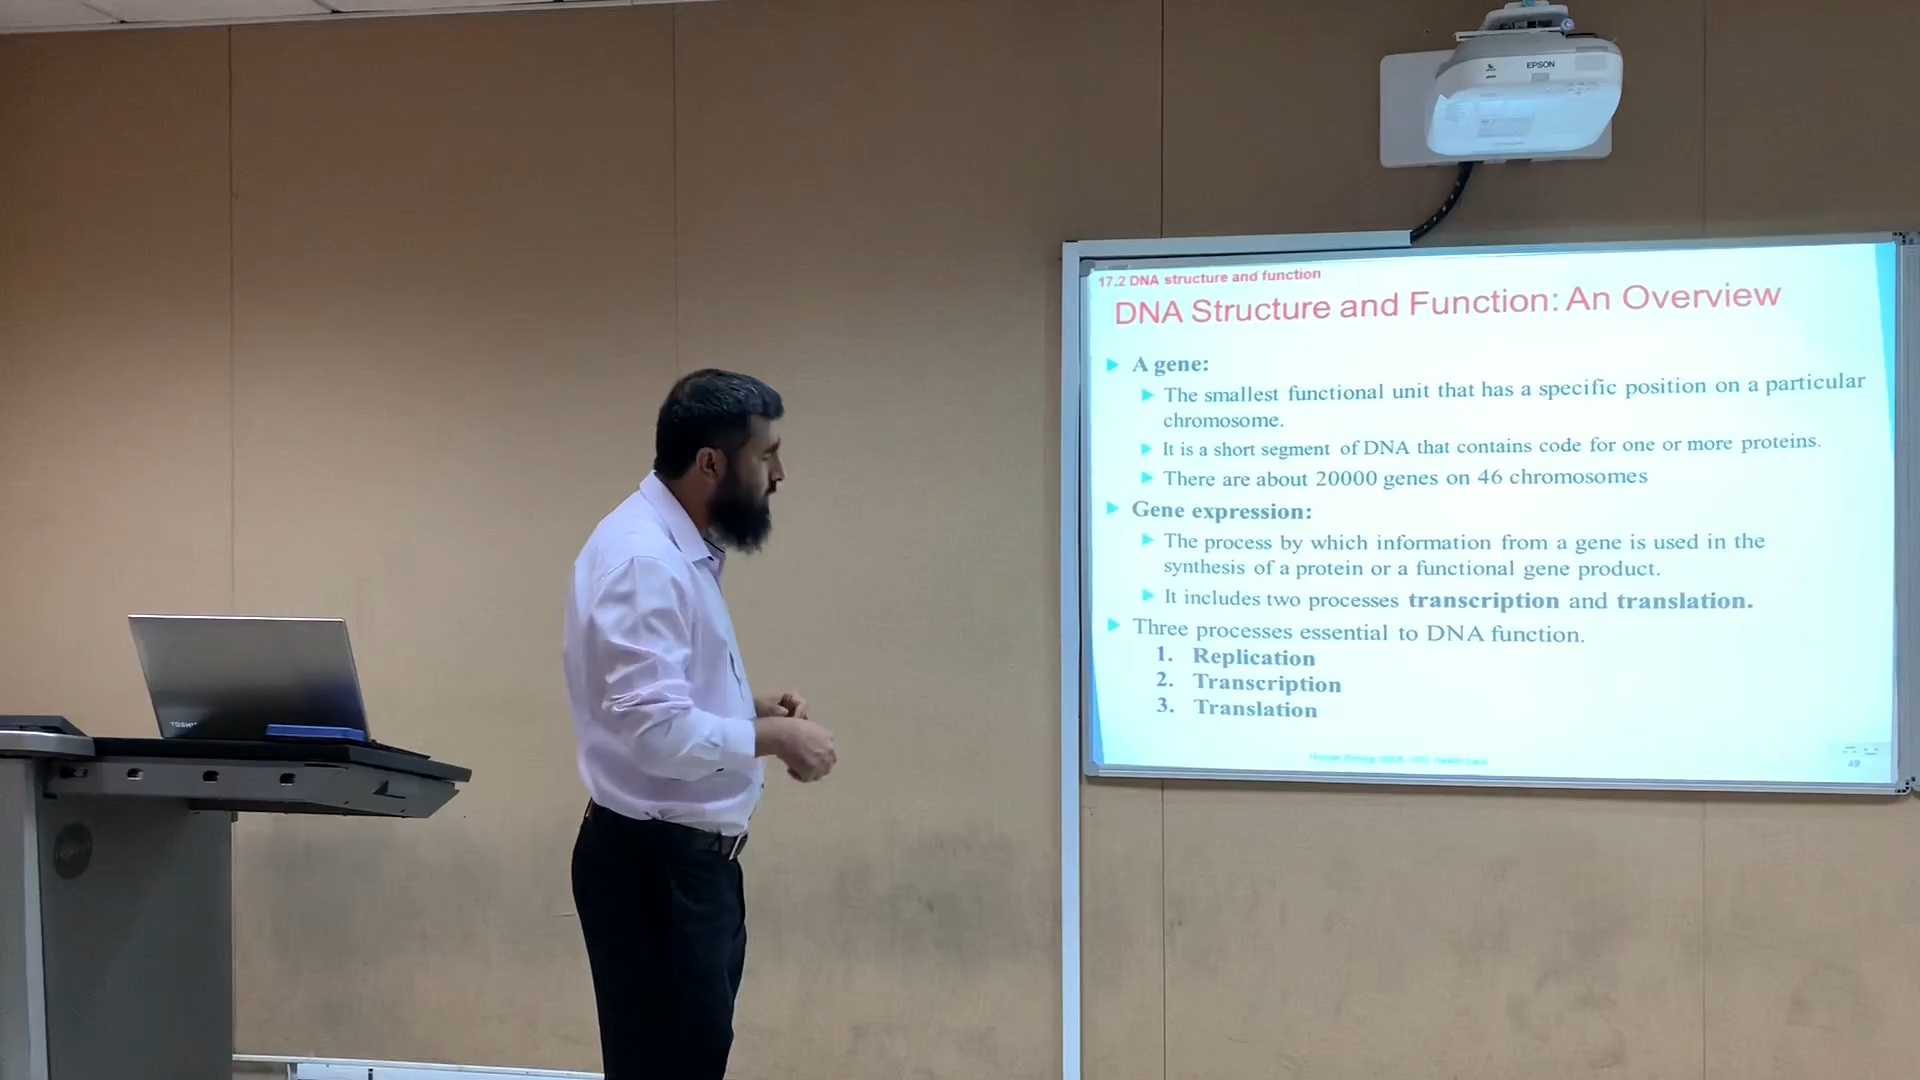 EPSON
17.2 DNA structure and function
DNA Structure and Function: An Overview
A gene:
The smallest functional unit that has a specific position on a particular
chromosome.
It is a short segment of DNA that contains code for one or more proteins.
There are about 20000 genes on 46 chromosomes
Gene expression:
The process by which information from a gene is used in the
synthesis of a protein or a functional gene product.
It includes two processes transcription and translation.
Three processes essential to DNA function.
1. Replication
2. Transcription
3. Translation
49